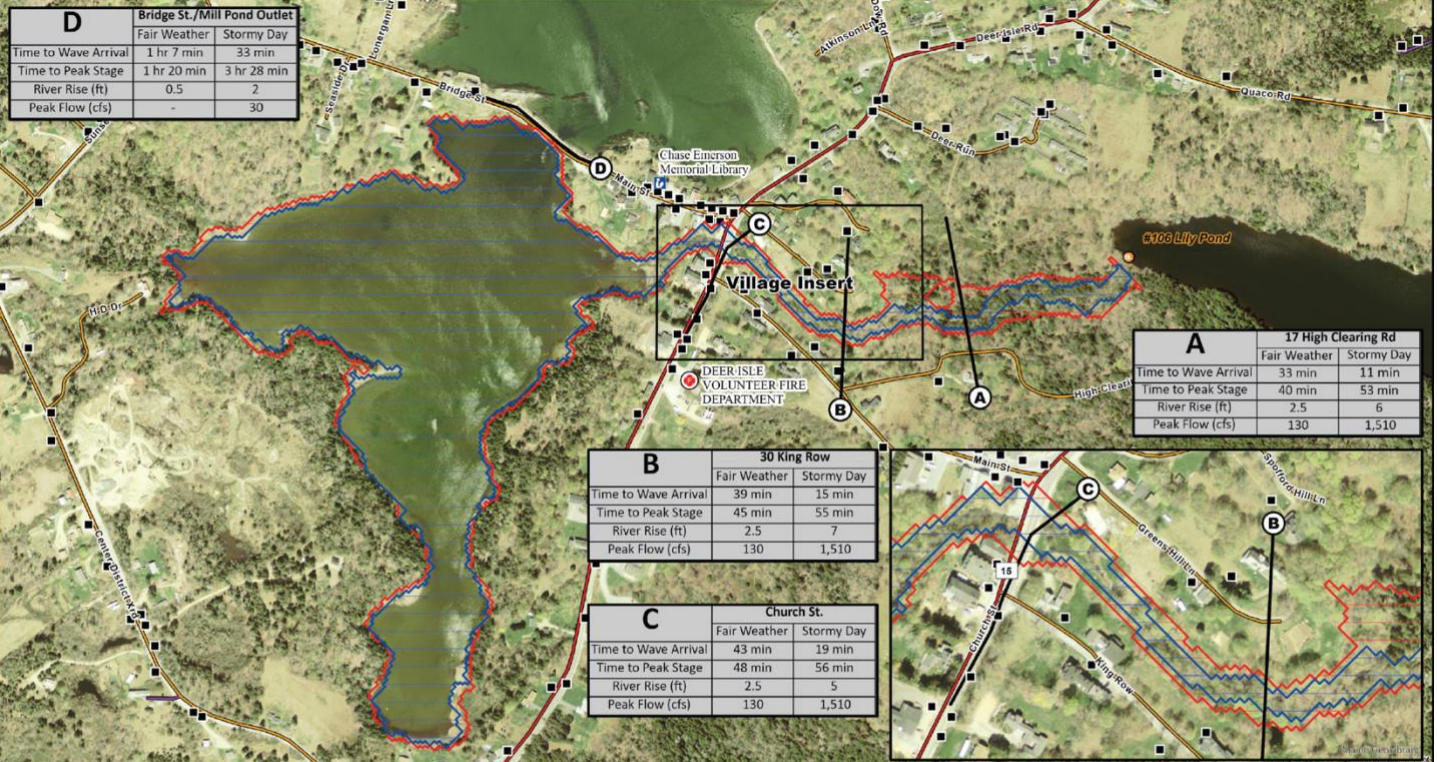 D
Bridge St./Mill Pond Outlet
Fair Weather Stormy Day
Time to Wave Arrival 1 hr 7 min 33 min
Time to Peak Stage 1 hr 20 min 3 hr 28 min
River Rise (ft) 0.5 2
Peak Flow (cfs) - 30
Seaside Dr
Bridge St
D
Main St
Chase Emerson
Memorial Library
Atkinson Ln
Deer Isle Rd
Quaco Rd
Deer Run
C
Village Insert
#106 Lily Pond
H D Dr
DEER ISLE
VOLUNTEER FIRE
DEPARTMENT
B
A
A
17 High Clearing Rd
Fair Weather Stormy Day
Time to Wave Arrival 33 min 11 min
Time to Peak Stage 40 min 53 min
River Rise (ft) 2.5 6
Peak Flow (cfs) 130 1,510
B
30 King Row
Fair Weather Stormy Day
Time to Wave Arrival 39 min 15 min
Time to Peak Stage 45 min 55 min
River Rise (ft) 2.5 7
Peak Flow (cfs) 130 1,510
Center District Xrd
C
Church St.
Fair Weather Stormy Day
Time to Wave Arrival 43 min 19 min
Time to Peak Stage 48 min 56 min
River Rise (ft) 2.5 5
Peak Flow (cfs) 130 1,510
Main St
C
Spofford Hill Ln
B
Greens Hill Ln
15
Church St
King Row